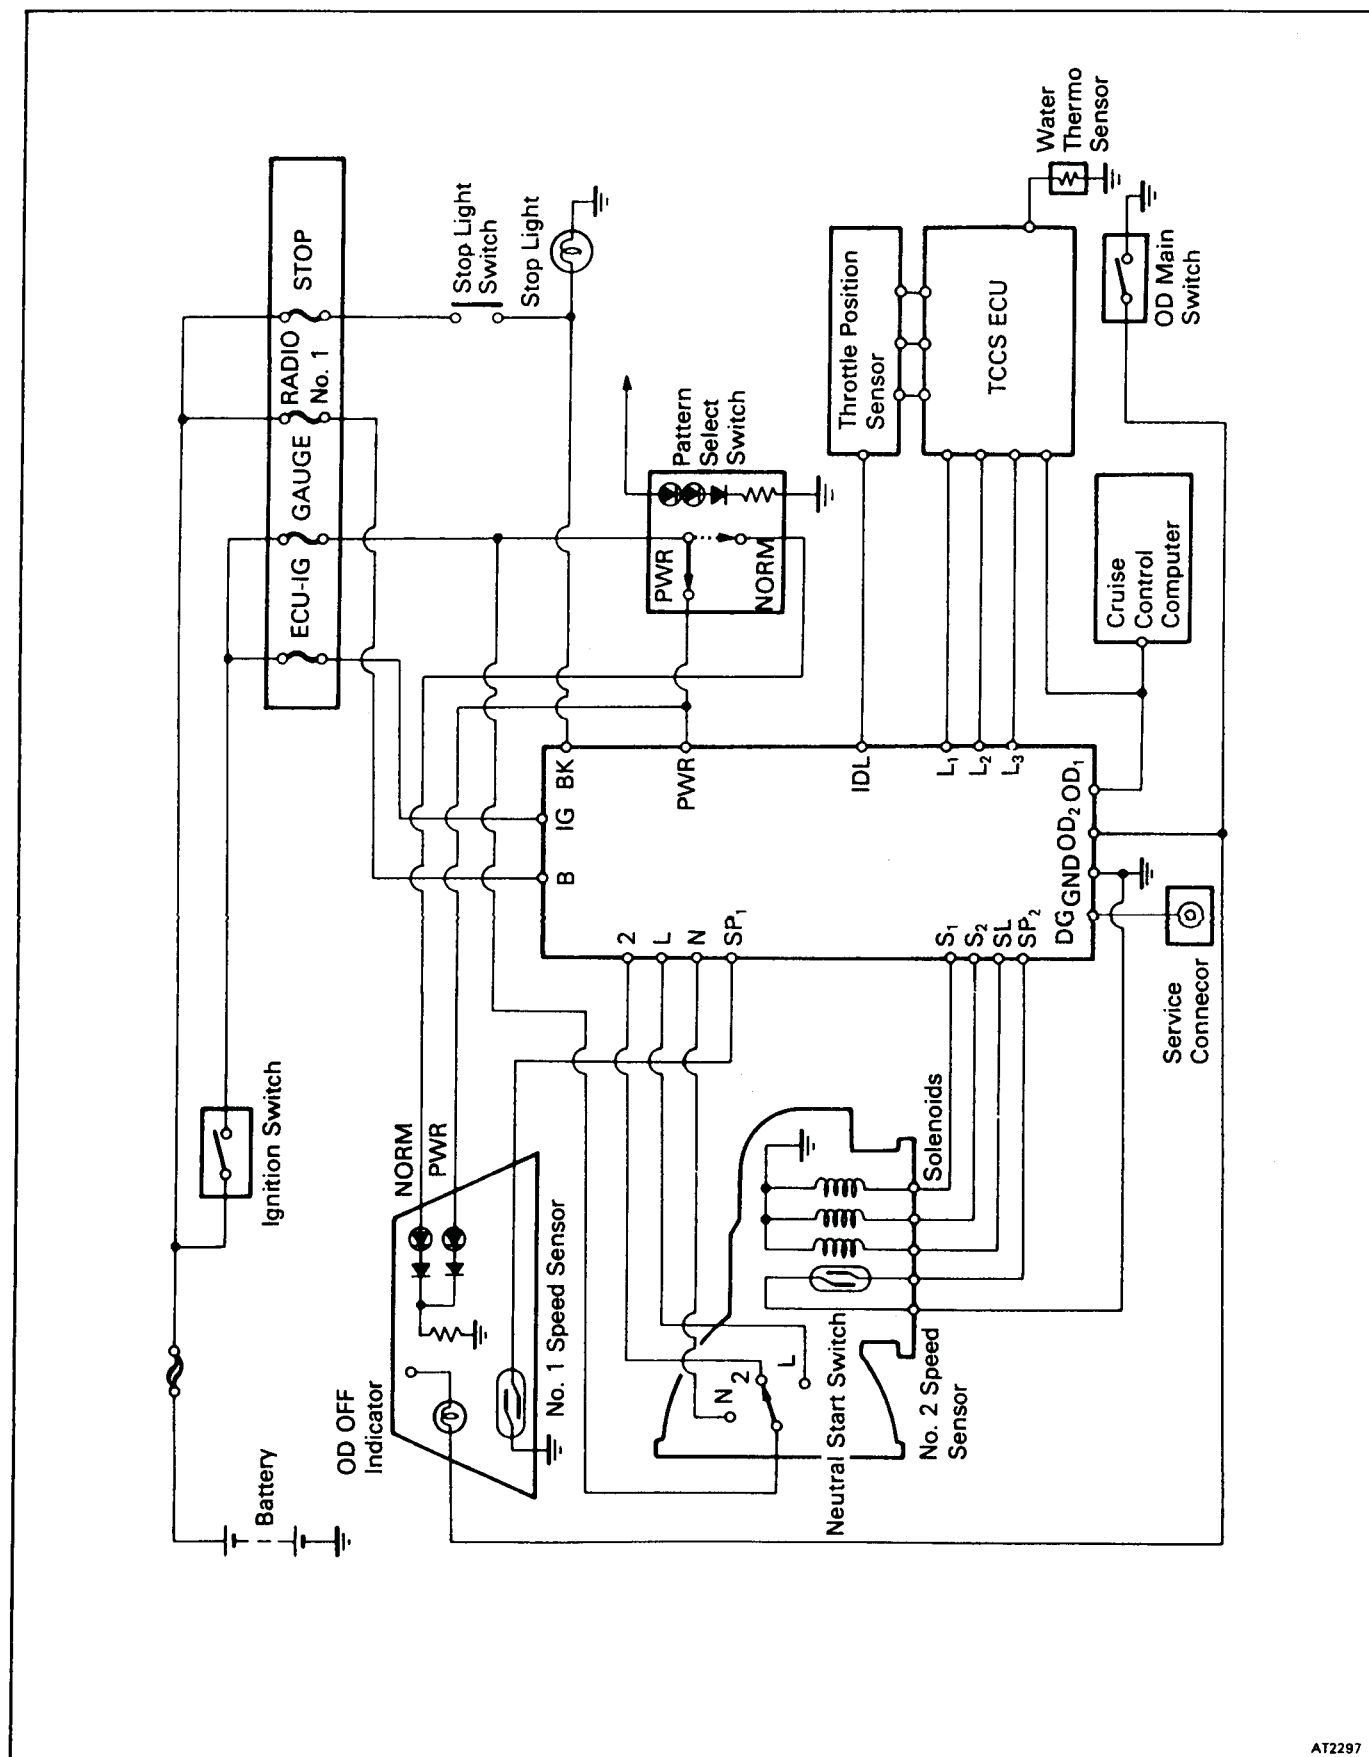 Battery
Ignition Switch
ECU-IG
GAUGE
RADIO
No. 1
STOP
Stop Light
Switch
Stop Light
OD OFF
Indicator
NORM
PWR
No. 1 Speed Sensor
Pattern
Select
Switch
PWR
NORM
B
IG
BK
PWR
IDL
L₁
L₂
L₃
2
L
N
SP₁
S₁
S₂
SL
SP₂
DG
GND
OD₂
OD₁
Throttle Position
Sensor
TCCS ECU
Water
Thermo
Sensor
OD Main
Switch
Cruise
Control
Computer
Service
Connecor
Solenoids
N
2
L
Neutral Start Switch
No. 2 Speed
Sensor
AT2297